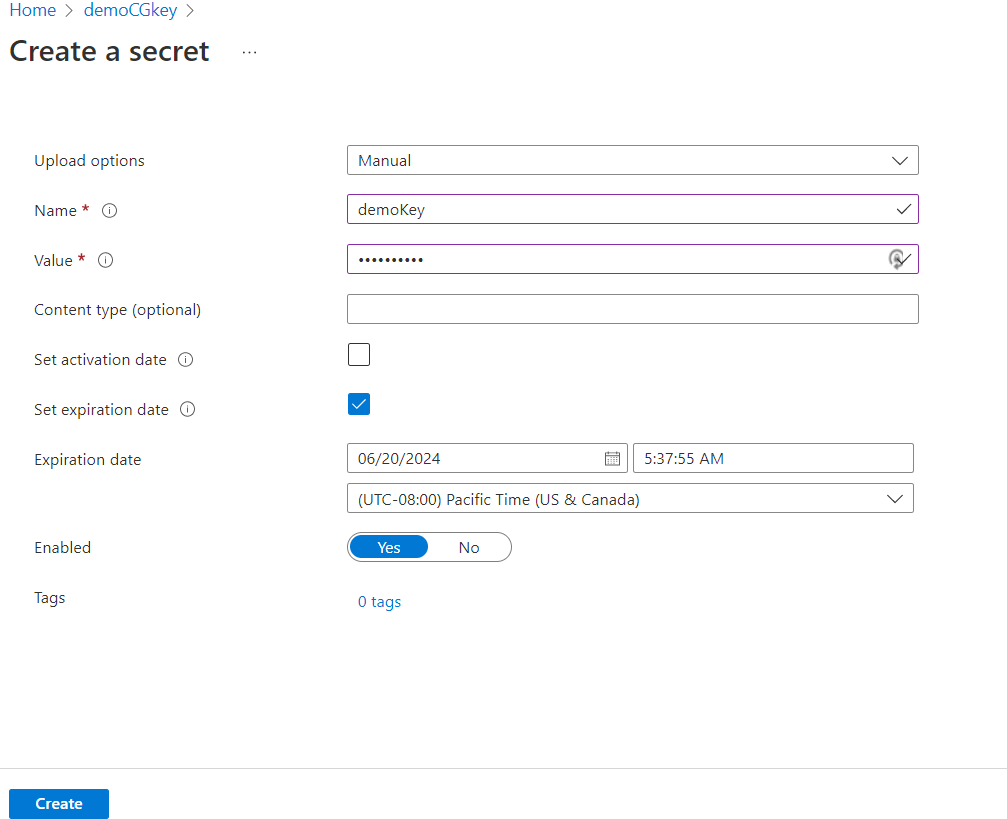 Home > demoCGkey >
Create a secret ...
Upload options Manual
Name * demoKey
Value * ••••••••••
Content type (optional)
Set activation date
Set expiration date
Expiration date 06/20/2024 5:37:55 AM
(UTC-08:00) Pacific Time (US & Canada)
Enabled Yes No
Tags 0 tags
Create